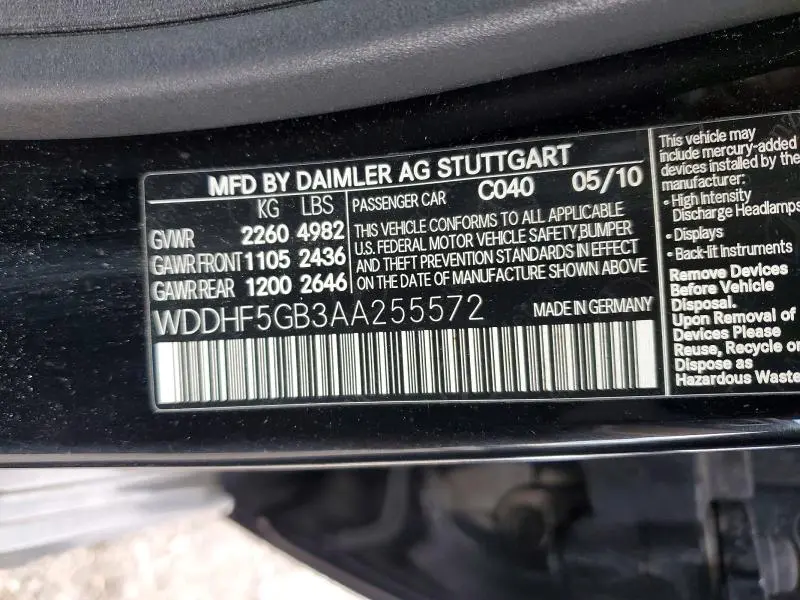 MFD BY DAIMLER AG STUTTGART
KG LBS
GVWR 2260 4982
GAWR FRONT 1105 2436
GAWR REAR 1200 2646
PASSENGER CAR C040 05/10
THIS VEHICLE CONFORMS TO ALL APPLICABLE
U.S. FEDERAL MOTOR VEHICLE SAFETY,BUMPER
AND THEFT PREVENTION STANDARDS IN EFFECT
ON THE DATE OF MANUFACTURE SHOWN ABOVE
WDDHF5GB3AA255572 MADE IN GERMANY
This vehicle may
include mercury-added
devices installed by the
manufacturer:
• High Intensity
Discharge Headlamps
• Displays
• Back-lit Instruments
Remove Devices
Before Vehicle
Disposal.
Upon Removal of
Devices Please
Reuse, Recycle or
Dispose as
Hazardous Waste